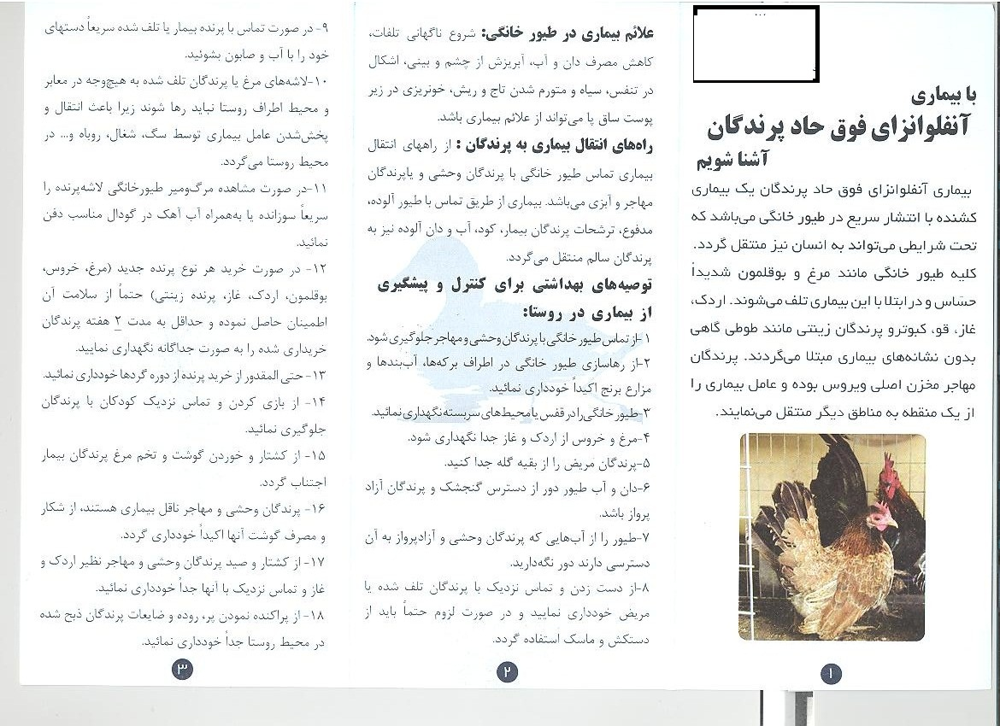 با بیماری
آنفلوانزای فوق حاد پرندگان
آشنا شویم
بیماری آنفلوانزای فوق حاد پرندگان یک بیماری
کشنده با انتشار سریع در طیور خانگی می‌باشد که
تحت شرایطی می‌تواند به انسان نیز منتقل گردد.
کلیه طیور خانگی مانند مرغ و بوقلمون شدیداً
حسّاس و در ابتلا با این بیماری تلف می‌شوند. اردک،
غاز، قو، کبوتر و پرندگان زینتی مانند طوطی گاهی
بدون نشانه‌های بیماری مبتلا می‌گردند. پرندگان
مهاجر مخزن اصلی ویروس بوده و عامل بیماری را
از یک منقطه به مناطق دیگر منتقل می‌نمایند.
۱
علائم بیماری در طیور خانگی: شروع ناگهانی تلفات،
کاهش مصرف دان و آب، آبریزش از چشم و بینی، اشکال
در تنفس، سیاه و متورم شدن تاج و ریش، خونریزی در زیر
پوست ساق پا می‌تواند از علائم بیماری باشد.
راه‌های انتقال بیماری به پرندگان : از راههای انتقال
بیماری تماس طیور خانگی با پرندگان وحشی و یاپرندگان
مهاجر و آبزی می‌باشد. بیماری از طریق تماس با طیور آلوده،
مدفوع، ترشحات پرندگان بیمار، کود، آب و دان آلوده نیز به
پرندگان سالم منتقل می‌گردد.
توصیه‌های بهداشتی برای کنترل و پیشگیری
از بیماری در روستا:
۱-از تماس طیور خانگی با پرندگان وحشی و مهاجر جلوگیری شود.
۲-از رهاسازی طیور خانگی در اطراف برکه‌ها، آب‌بندها و
مزارع برنج اکیداً خودداری نمائید.
۳-طیور خانگی را در قفس یا محیط‌های سربسته نگهداری نمائید.
۴-مرغ و خروس از اردک و غاز جدا نگهداری شود.
۵-پرندگان مریض را از بقیه گله جدا کنید.
۶-دان و آب طیور دور از دسترس گنجشک و پرندگان آزاد
پرواز باشد.
۷-طیور را از آب‌هایی که پرندگان وحشی و آزادپرواز به آن
دسترسی دارند دور نگه‌دارید.
۸-از دست زدن و تماس نزدیک با پرندگان تلف شده یا
مریض خودداری نمایید و در صورت لزوم حتماً باید از
دستکش و ماسک استفاده گردد.
۲
۹- در صورت تماس با پرنده بیمار یا تلف شده سریعاً دستهای
خود را با آب و صابون بشوئید.
۱۰-لاشه‌های مرغ یا پرندگان تلف شده به هیچ‌وجه در معابر
و محیط اطراف روستا نباید رها شوند زیرا باعث انتقال و
پخش‌شدن عامل بیماری توسط سگ، شغال، روباه و... در
محیط روستا می‌گردد.
۱۱-در صورت مشاهده مرگ‌ومیر طیورخانگی لاشه‌پرنده را
سریعاً سوزانده یا به‌همراه آب آهک در گودال مناسب دفن
نمائید.
۱۲- در صورت خرید هر نوع پرنده جدید (مرغ، خروس،
بوقلمون، اردک، غاز، پرنده زینتی) حتماً از سلامت آن
اطمینان حاصل نموده و حداقل به مدت ۲ هفته پرندگان
خریداری شده را به صورت جداگانه نگهداری نمایید.
۱۳- حتی المقدور از خرید پرنده از دوره گردها خودداری نمائید.
۱۴- از بازی کردن و تماس نزدیک کودکان با پرندگان
جلوگیری نمائید.
۱۵- از کشتار و خوردن گوشت و تخم مرغ پرندگان بیمار
اجتناب گردد.
۱۶- پرندگان وحشی و مهاجر ناقل بیماری هستند، از شکار
و مصرف گوشت آنها اکیداً خودداری گردد.
۱۷- از کشتار و صید پرندگان وحشی و مهاجر نظیر اردک و
غاز و تماس نزدیک با آنها جداً خودداری نمائید.
۱۸- از پراکنده نمودن پر، روده و ضایعات پرندگان ذبح شده
در محیط روستا جداً خودداری نمائید.
۳